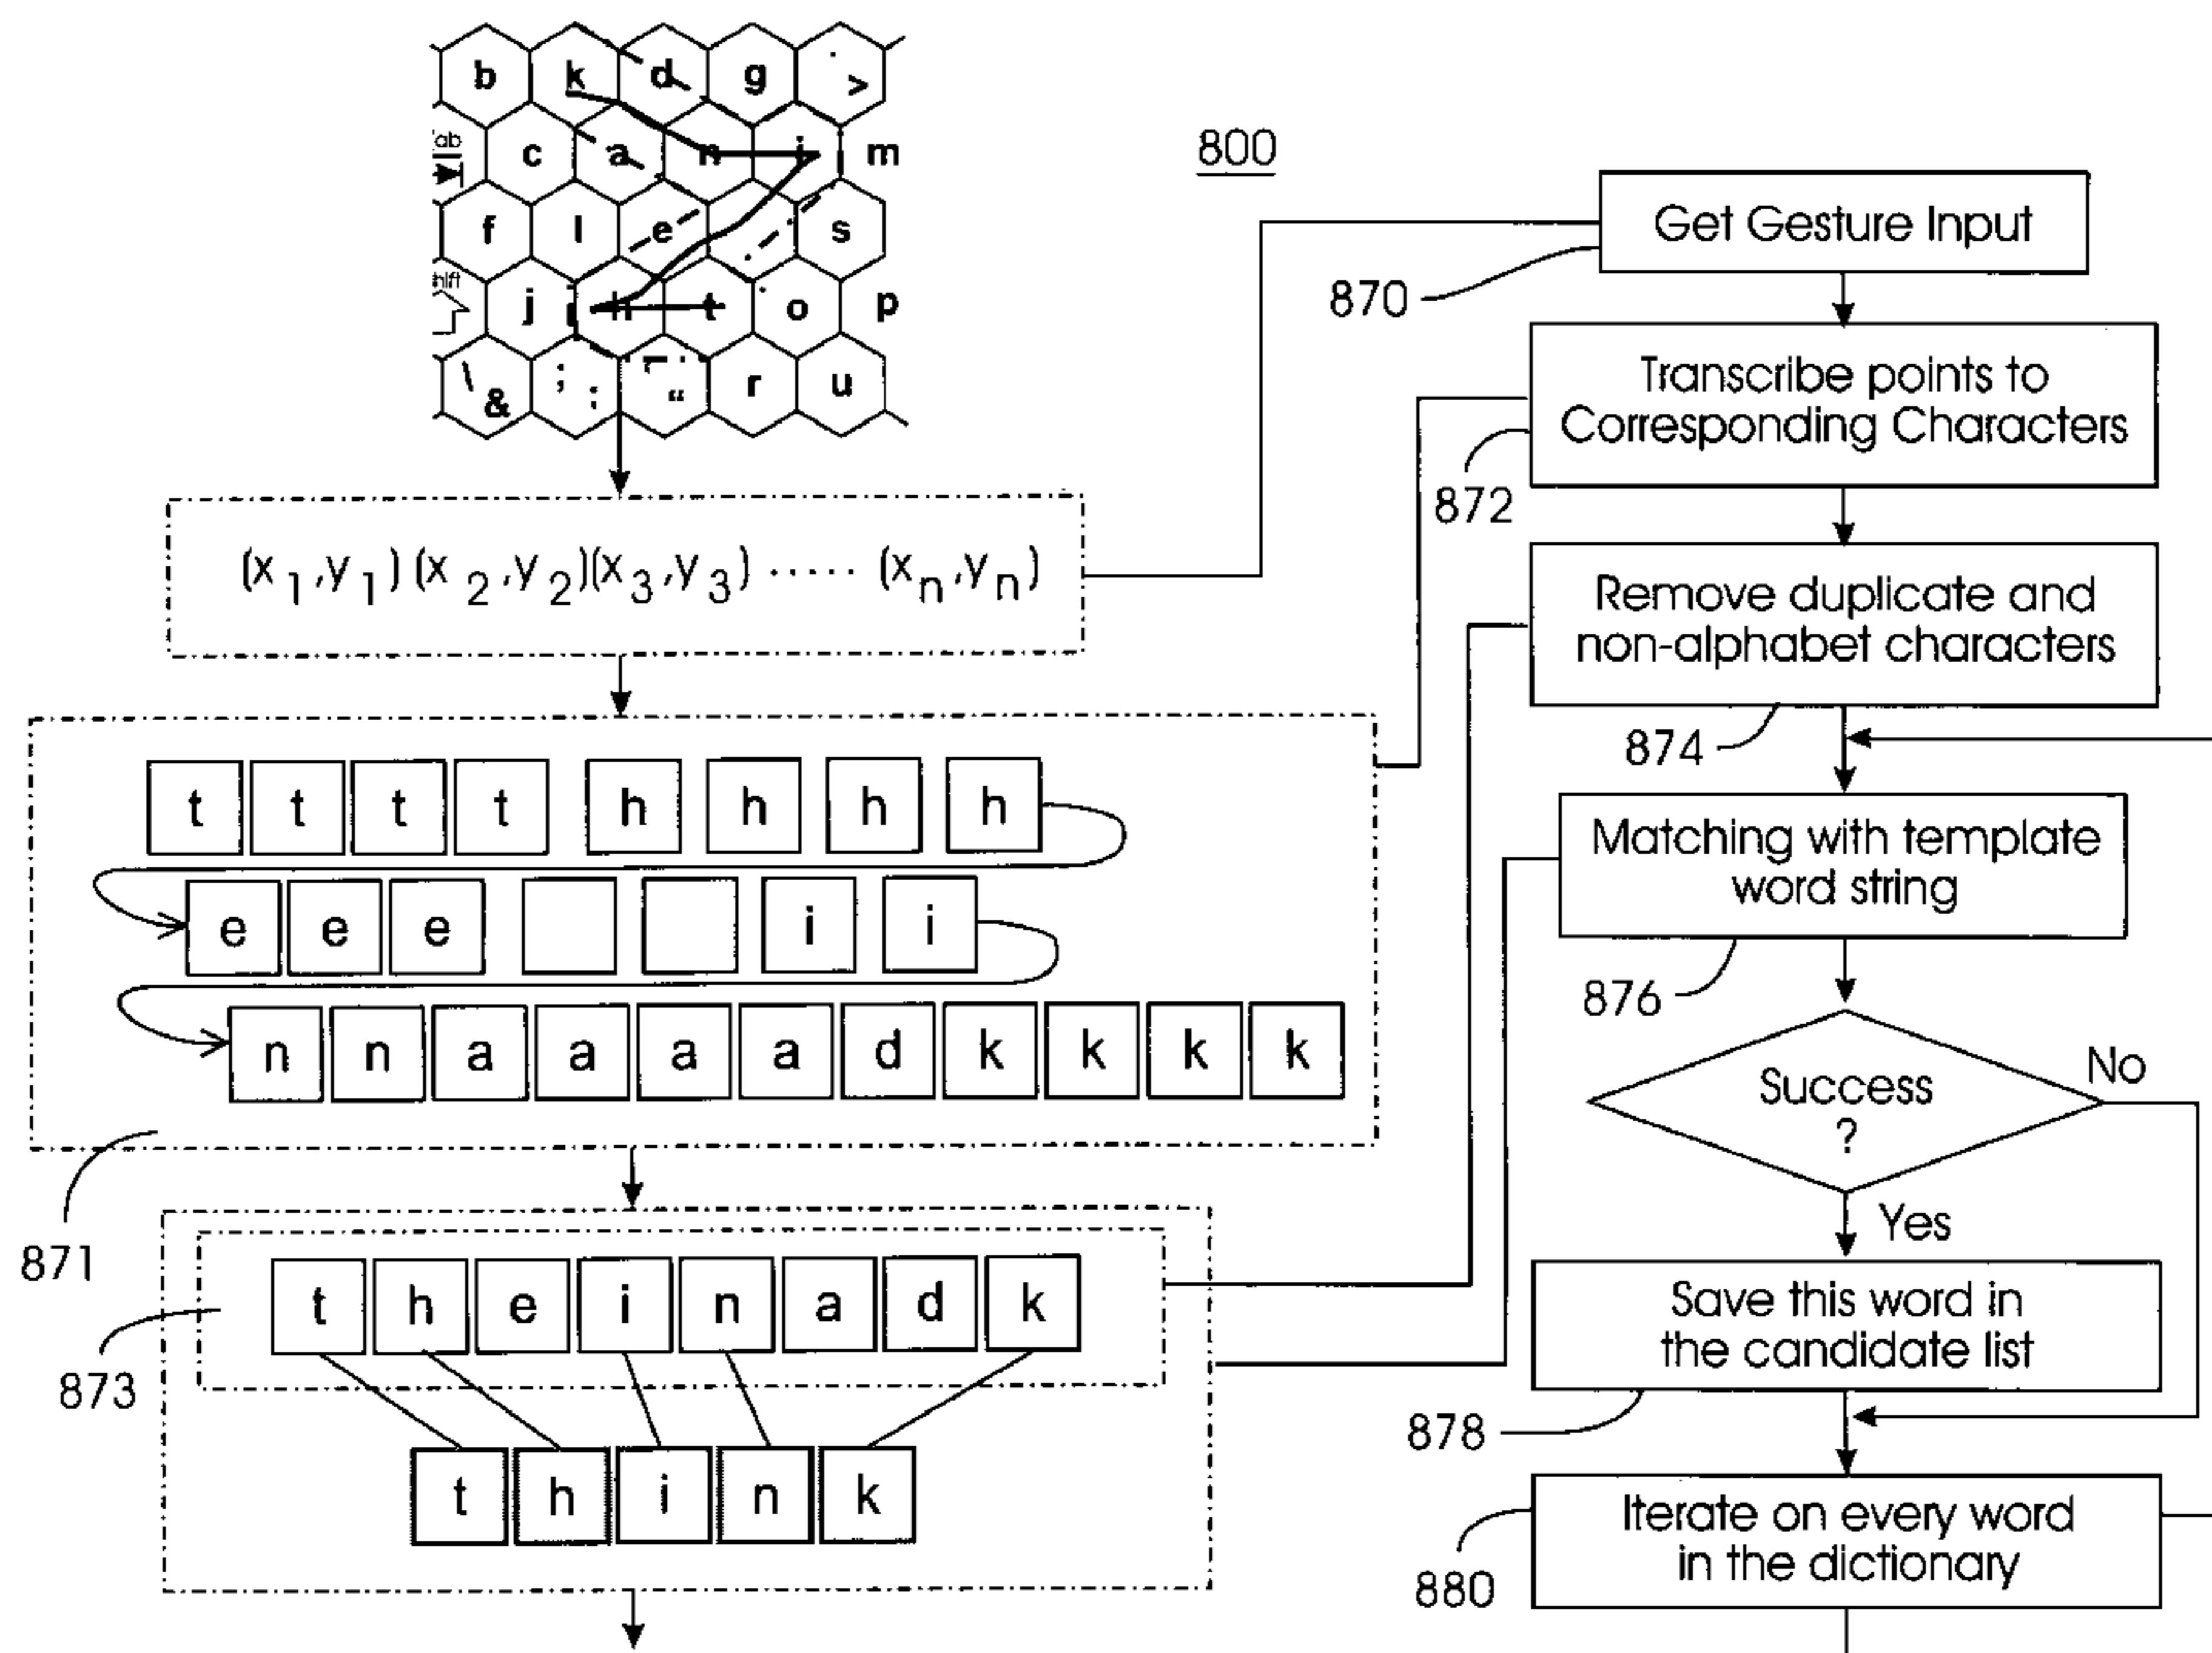 b k d g . >
ab
c a n i m
f l e s
hift
j h t o p
\ & ; : “ r u
800
Get Gesture Input
870
Transcribe points to
Corresponding Characters
872
Remove duplicate and
non-alphabet characters
874
Matching with template
word string
876
Success
?
No
Yes
Save this word in
the candidate list
878
Iterate on every word
in the dictionary
880
(x1,y1) (x2,y2)(x3,y3) ..... (xn,yn)
t t t t h h h h
e e e i i
n n a a a a d k k k k
871
t h e i n a d k
873
t h i n k